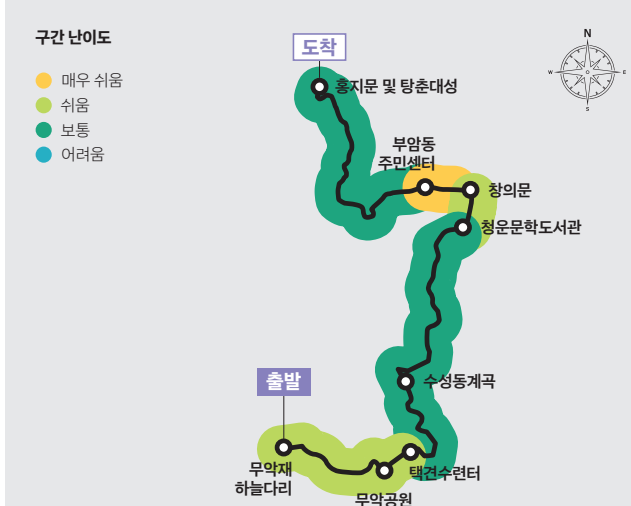 구간 난이도
매우 쉬움
쉬움
보통
어려움
도착
N
W
E
S
홍지문 및 탕춘대성
부암동
주민센터
창의문
청운문학도서관
수성동계곡
출발
무악재
하늘다리
무악공원
택견수련터